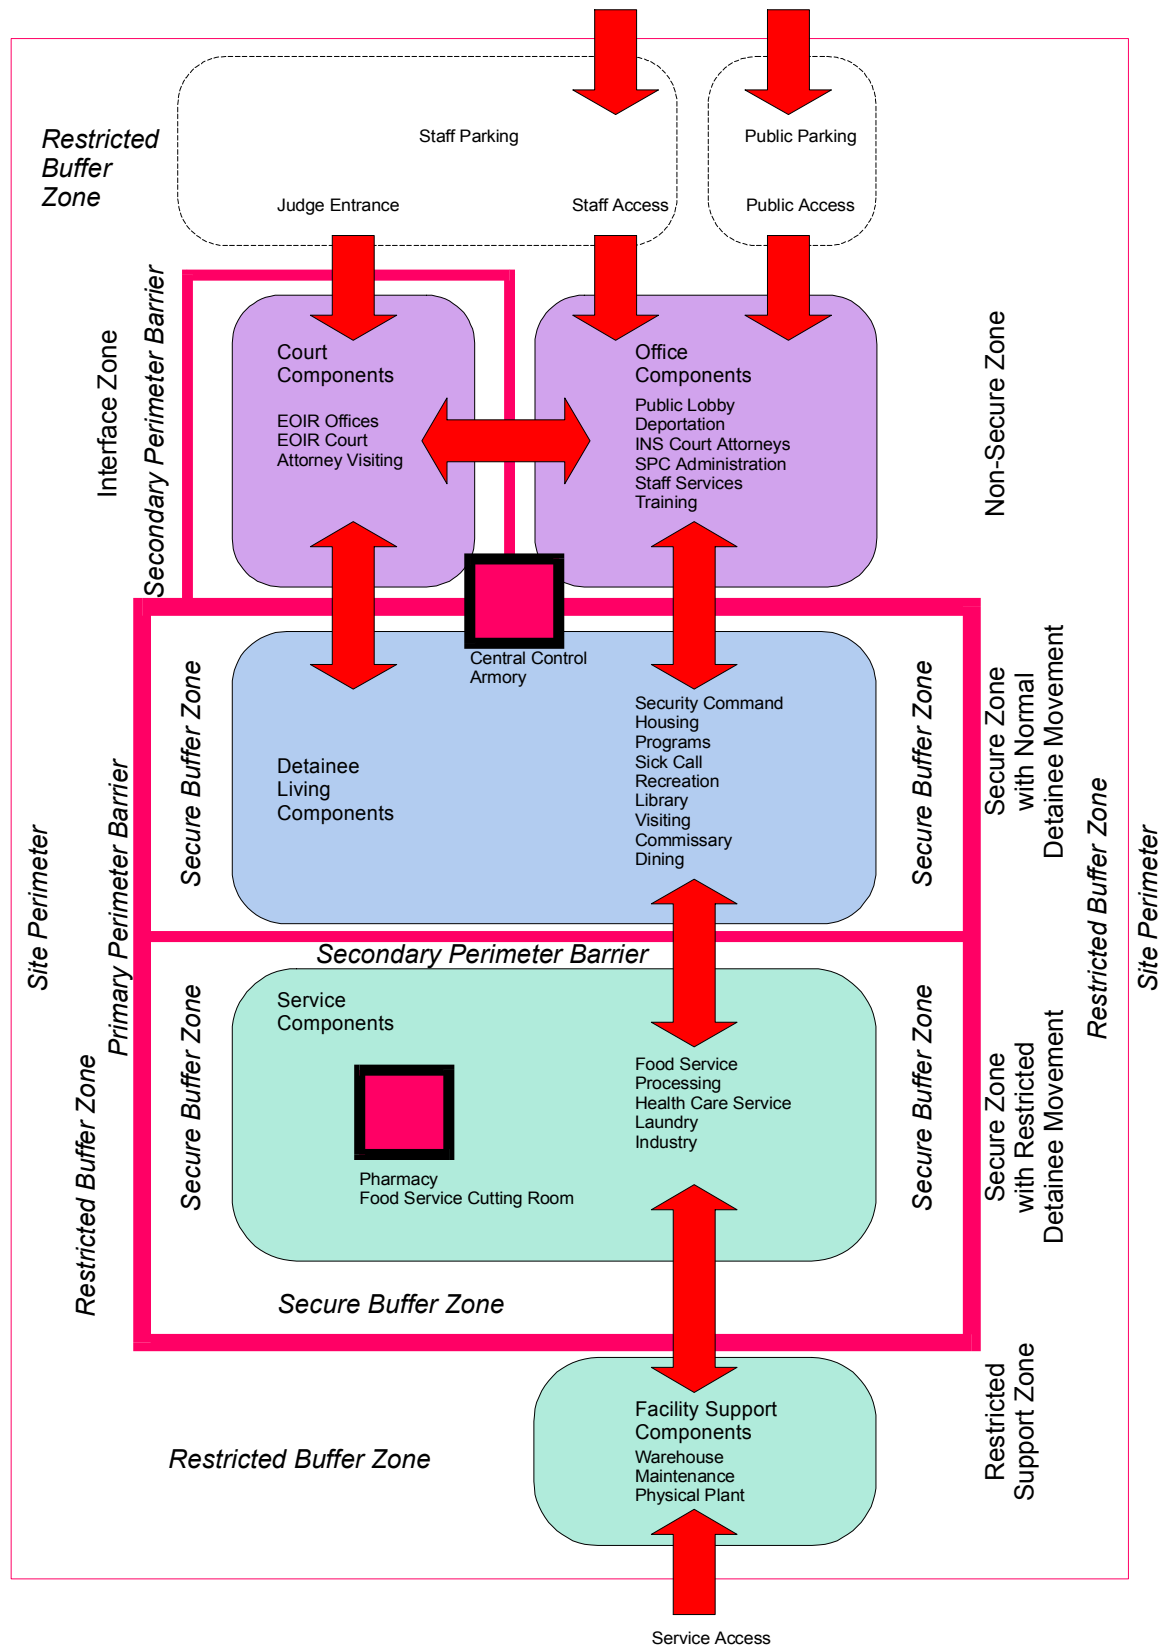 Restricted
Buffer
Zone
Staff Parking
Public Parking
Judge Entrance
Staff Access
Public Access
Interface Zone
Secondary Perimeter Barrier
Court
Components
EOIR Offices
EOIR Court
Attorney Visiting
Office
Components
Public Lobby
Deportation
INS Court Attorneys
SPC Administration
Staff Services
Training
Non-Secure Zone
Central Control
Armory
Site Perimeter
Primary Perimeter Barrier
Secure Buffer Zone
Detainee
Living
Components
Security Command
Housing
Programs
Sick Call
Recreation
Library
Visiting
Commissary
Dining
Secure Buffer Zone
Secure Zone
with Normal
Detainee Movement
Restricted Buffer Zone
Site Perimeter
Secondary Perimeter Barrier
Restricted Buffer Zone
Secure Buffer Zone
Service
Components
Food Service
Processing
Health Care Service
Laundry
Industry
Pharmacy
Food Service Cutting Room
Secure Buffer Zone
Secure Zone
with Restricted
Detainee Movement
Secure Buffer Zone
Restricted Buffer Zone
Facility Support
Components
Warehouse
Maintenance
Physical Plant
Restricted
Support Zone
Service Access